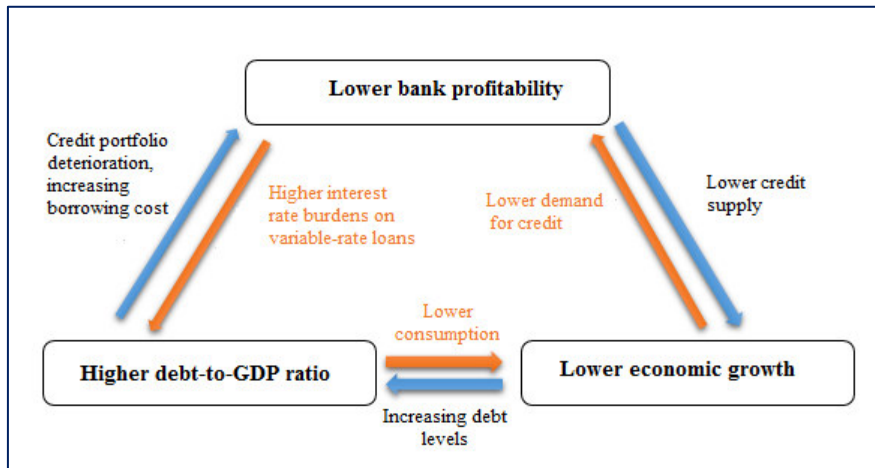 Lower bank profitability
Credit portfolio
deterioration,
increasing
borrowing cost
Higher interest
rate burdens on
variable-rate loans
Lower demand
for credit
Lower credit
supply
Lower
consumption
Higher debt-to-GDP ratio
Lower economic growth
Increasing debt
levels